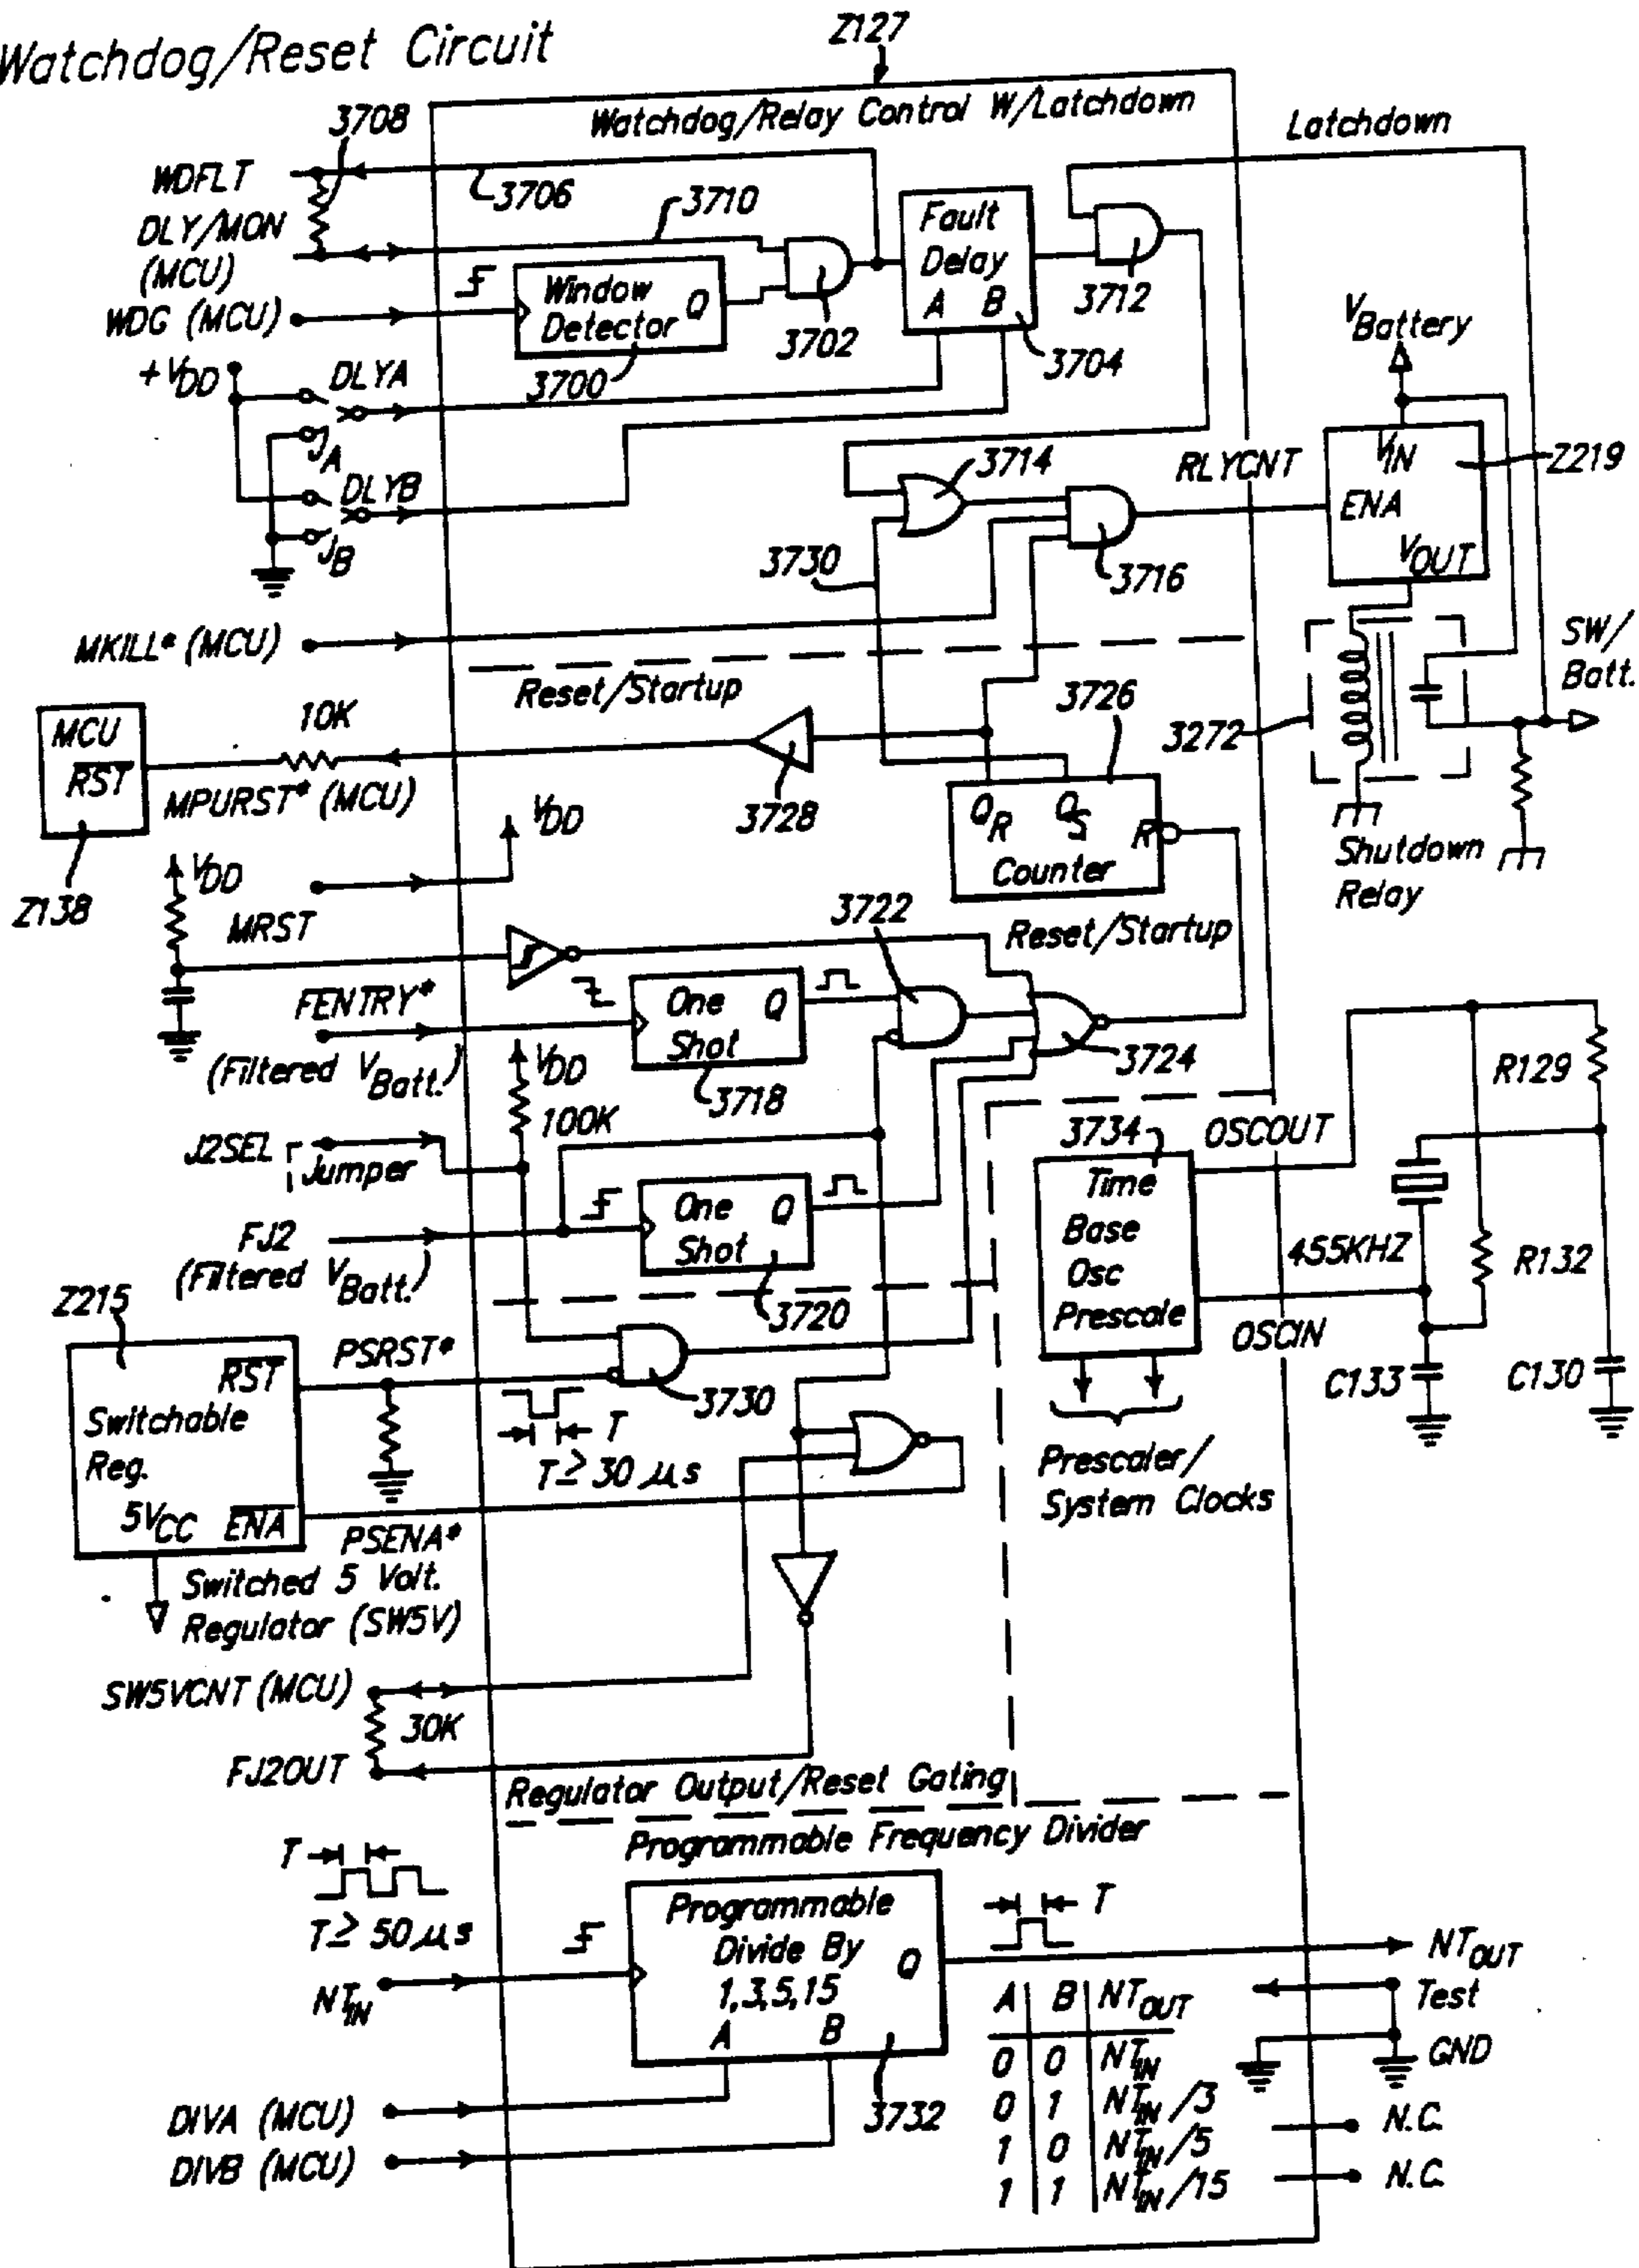 Watchdog/Reset Circuit
Z127
Watchdog/Relay Control W/Latchdown
Latchdown
3708
WDFLT
3706
DLY/MON
(MCU)
3710
Fault
Delay
A B
3712
Window
Detector
Q
3702
3704
3700
WDG (MCU)
+VDD
DLYA
JA
DLYB
JB
VBattery
VIN
ENA
VOUT
Z219
3714
RLYCNT
3730
3716
MKILL* (MCU)
SW/
Batt.
Reset/Startup
3726
3272
MCU
RST
10K
MPURST* (MCU)
3728
QR QS R
Counter
Shutdown
Relay
VDD
VDD
Z138
MRST
3722
Reset/Startup
FENTRY*
(Filtered VBatt.)
One
Shot
Q
3718
3724
R129
VDD
100K
J2SEL
Jumper
3734
OSCOUT
Time
Base
Osc
Prescale
One
Shot
Q
FJ2
(Filtered VBatt.)
455KHZ
R132
Z215
3720
OSCIN
RST
PSRST*
3730
C133
C130
Switchable
Reg.
T
T ≥ 30 µs
Prescaler/
System Clocks
5VCC ENA
PSENA*
Switched 5 Volt.
Regulator (SW5V)
SW5VCNT (MCU)
30K
FJ2OUT
Regulator Output/Reset Gating
Programmable Frequency Divider
T
T ≥ 50 µs
Programmable
Divide By
1,3,5,15
Q
A B
T
NTOUT
NTIN
Test
GND
A B NTOUT
0 0 NTIN
0 1 NTIN/3
1 0 NTIN/5
1 1 NTIN/15
3732
DIVA (MCU)
DIVB (MCU)
N.C.
N.C.